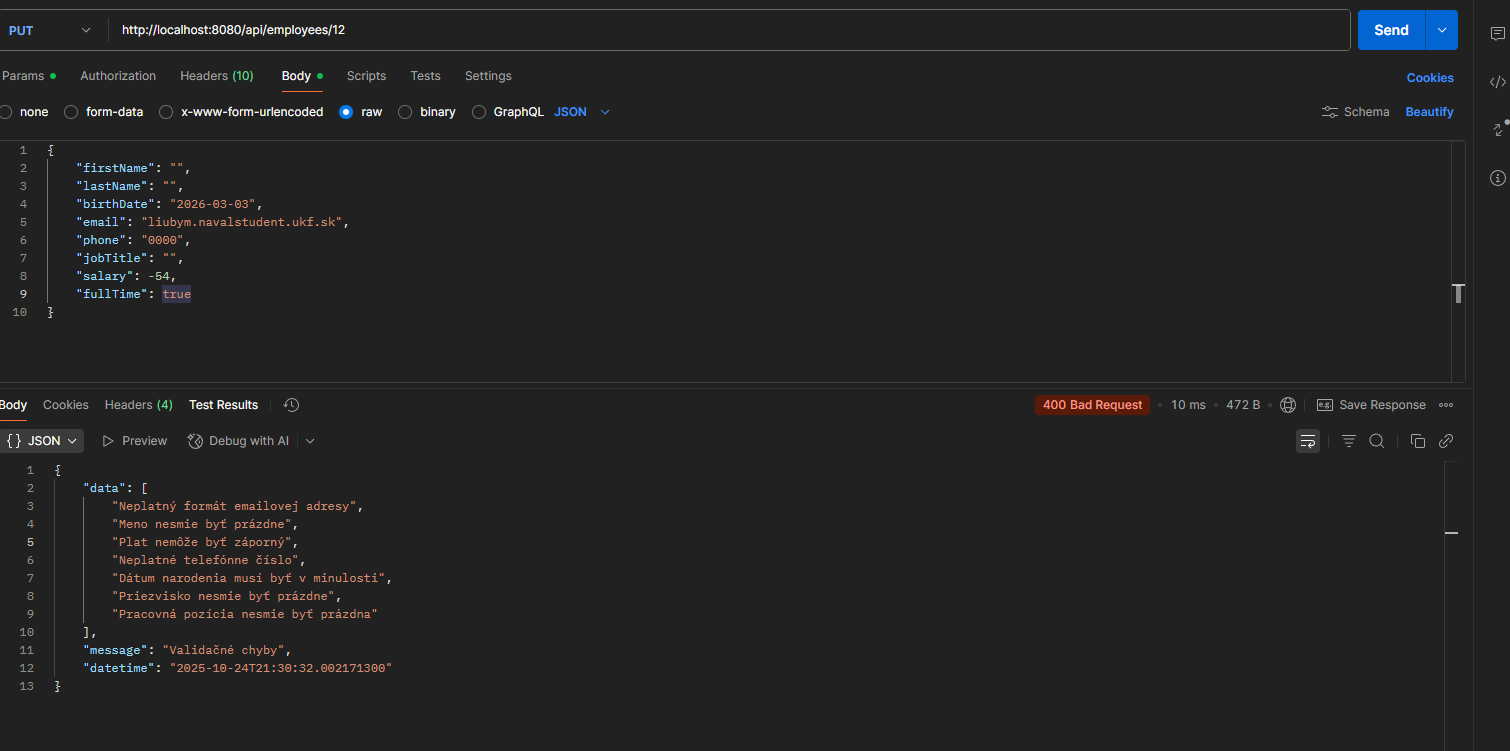 PUT http://localhost:8080/api/employees/12 Send
Params Authorization Headers (10) Body Scripts Tests Settings Cookies
none form-data x-www-form-urlencoded raw binary GraphQL JSON Schema Beautify
1 {
2 "firstName": "",
3 "lastName": "",
4 "birthDate": "2026-03-03",
5 "email": "liubym.navalstudent.ukf.sk",
6 "phone": "0000",
7 "jobTitle": "",
8 "salary": -54,
9 "fullTime": true
10 }
Body Cookies Headers (4) Test Results 400 Bad Request 10 ms 472 B e.g. Save Response
{} JSON Preview Debug with AI
1 {
2 "data": [
3 "Neplatný formát emailovej adresy",
4 "Meno nesmie byť prázdne",
5 "Plat nemôže byť záporný",
6 "Neplatné telefónne číslo",
7 "Dátum narodenia musí byť v minulosti",
8 "Priezvisko nesmie byť prázdne",
9 "Pracovná pozícia nesmie byť prázdna"
10 ],
11 "message": "Validačné chyby",
12 "datetime": "2025-10-24T21:30:32.002171300"
13 }